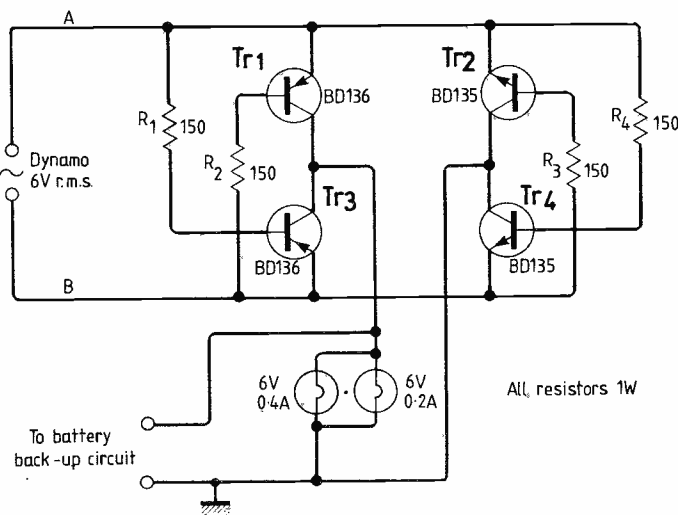 A
Tr1
Tr2
BD136
BD135
R1
150
R2
150
R3
150
R4
150
Dynamo
6V r.m.s.
Tr3
Tr4
BD136
BD135
B
6V
0·4A
6V
0·2A
All resistors 1W
To battery
back-up circuit